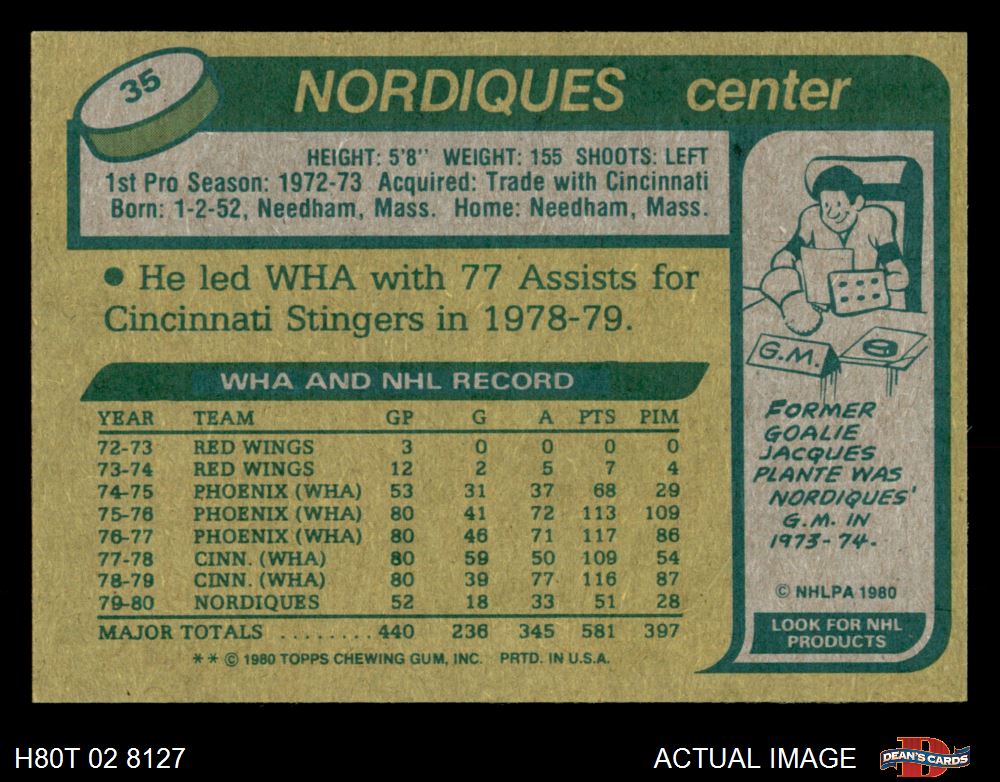 35
NORDIQUES center
HEIGHT: 5'8" WEIGHT: 155 SHOOTS: LEFT
1st Pro Season: 1972-73 Acquired: Trade with Cincinnati
Born: 1-2-52, Needham, Mass. Home: Needham, Mass.
● He led WHA with 77 Assists for
Cincinnati Stingers in 1978-79.
WHA AND NHL RECORD
YEAR TEAM GP G A PTS PIM
72-73 RED WINGS 3 0 0 0 0
73-74 RED WINGS 12 2 5 7 4
74-75 PHOENIX (WHA) 53 31 37 68 29
75-76 PHOENIX (WHA) 80 41 72 113 109
76-77 PHOENIX (WHA) 80 46 71 117 86
77-78 CINN. (WHA) 80 59 50 109 54
78-79 CINN. (WHA) 80 39 77 116 87
79-80 NORDIQUES 52 18 33 51 28
MAJOR TOTALS ........ 440 236 345 581 397
** © 1980 TOPPS CHEWING GUM, INC. PRTD. IN U.S.A.
G.M.
FORMER
GOALIE
JACQUES
PLANTE WAS
NORDIQUES'
G.M. IN
1973-74.
© NHLPA 1980
LOOK FOR NHL
PRODUCTS
H80T 02 8127
ACTUAL IMAGE
D
DEAN'S CARDS